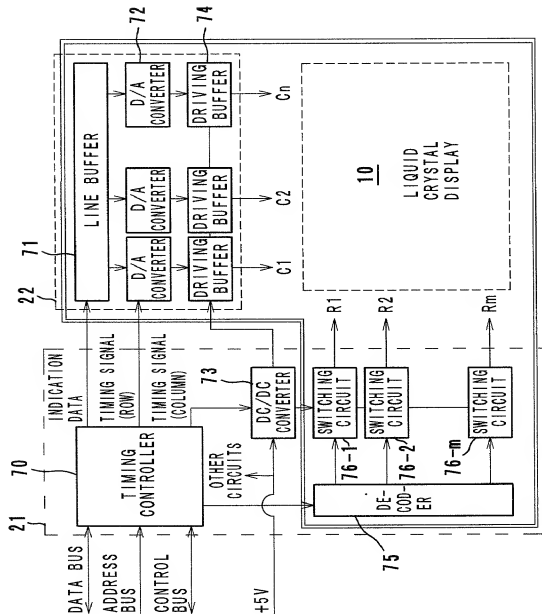 DATA BUS
ADDRESS
BUS
CONTROL
BUS
+5V
21
70
TIMING
CONTROLLER
INDICATION
DATA
TIMING SIGNAL
(ROW)
TIMING SIGNAL
(COLUMN)
OTHER
CIRCUITS
73
DC/DC
CONVERTER
22
71
LINE BUFFER
72
D/A
CONVERTER
D/A
CONVERTER
D/A
CONVERTER
74
DRIVING
BUFFER
DRIVING
BUFFER
DRIVING
BUFFER
C1
C2
Cn
75
DE-
COD-
ER
SWITCHING
CIRCUIT
76-1
SWITCHING
CIRCUIT
76-2
SWITCHING
CIRCUIT
76-m
R1
R2
Rm
10
LIQUID
CRYSTAL
DISPLAY